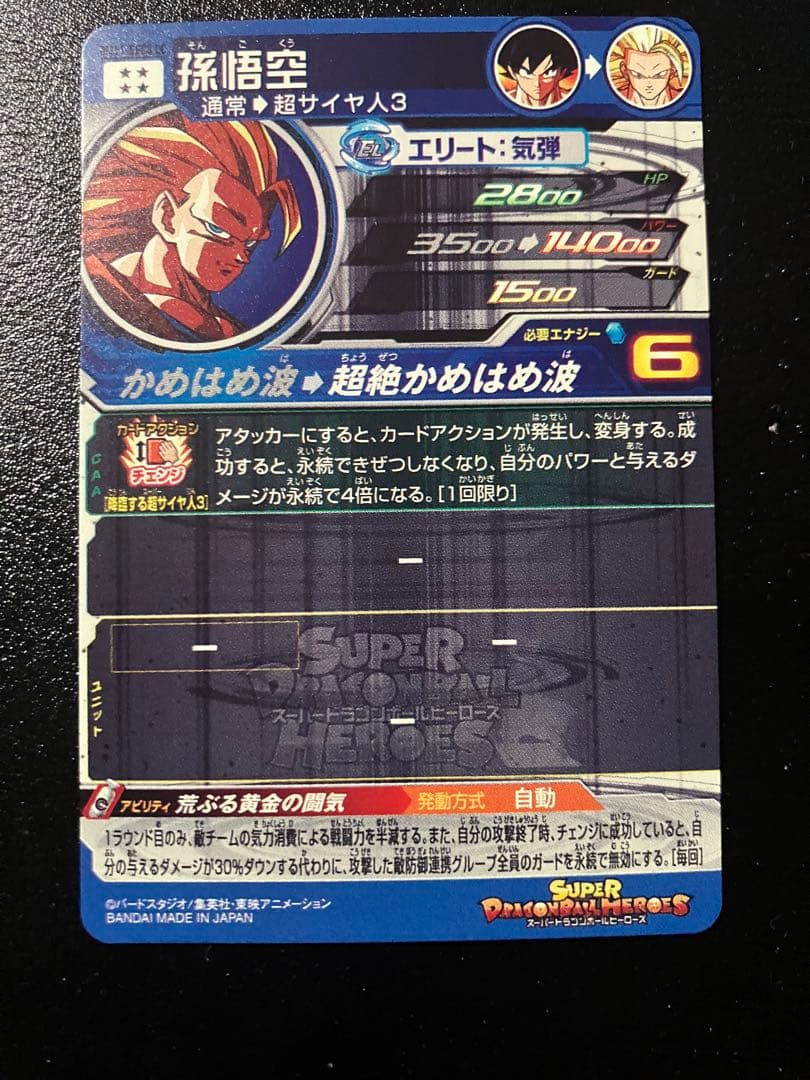 孫悟空
通常➡超サイヤ人3
EL エリート:気弾
HP
2800
パワー
3500➡14000
ガード
1500
必要エナジー 6
かめはめ波➡超絶かめはめ波
CAA
カードアクション
チェンジ
[降臨する超サイヤ人3]
アタッカーにすると、カードアクションが発生し、変身する。成
功すると、永続できぜつしなくなり、自分のパワーと与えるダ
メージが永続で4倍になる。[1回限り]
ー
ユニット
ー
ー
ー
SUPER
DRAGONBALL
スーパードラゴンボールヒーローズ
HEROES
アビリティ 荒ぶる黄金の闘気 発動方式 自動
1ラウンド目のみ、敵チームの気力消費による戦闘力を半減する。また、自分の攻撃終了時、チェンジに成功していると、自
分の与えるダメージが30%ダウンする代わりに、攻撃した敵防御連携グループ全員のガードを永続で無効にする。[毎回]
©バードスタジオ/集英社・東映アニメーション
BANDAI MADE IN JAPAN
SUPER
DRAGONBALL HEROES
スーパードラゴンボールヒーローズ